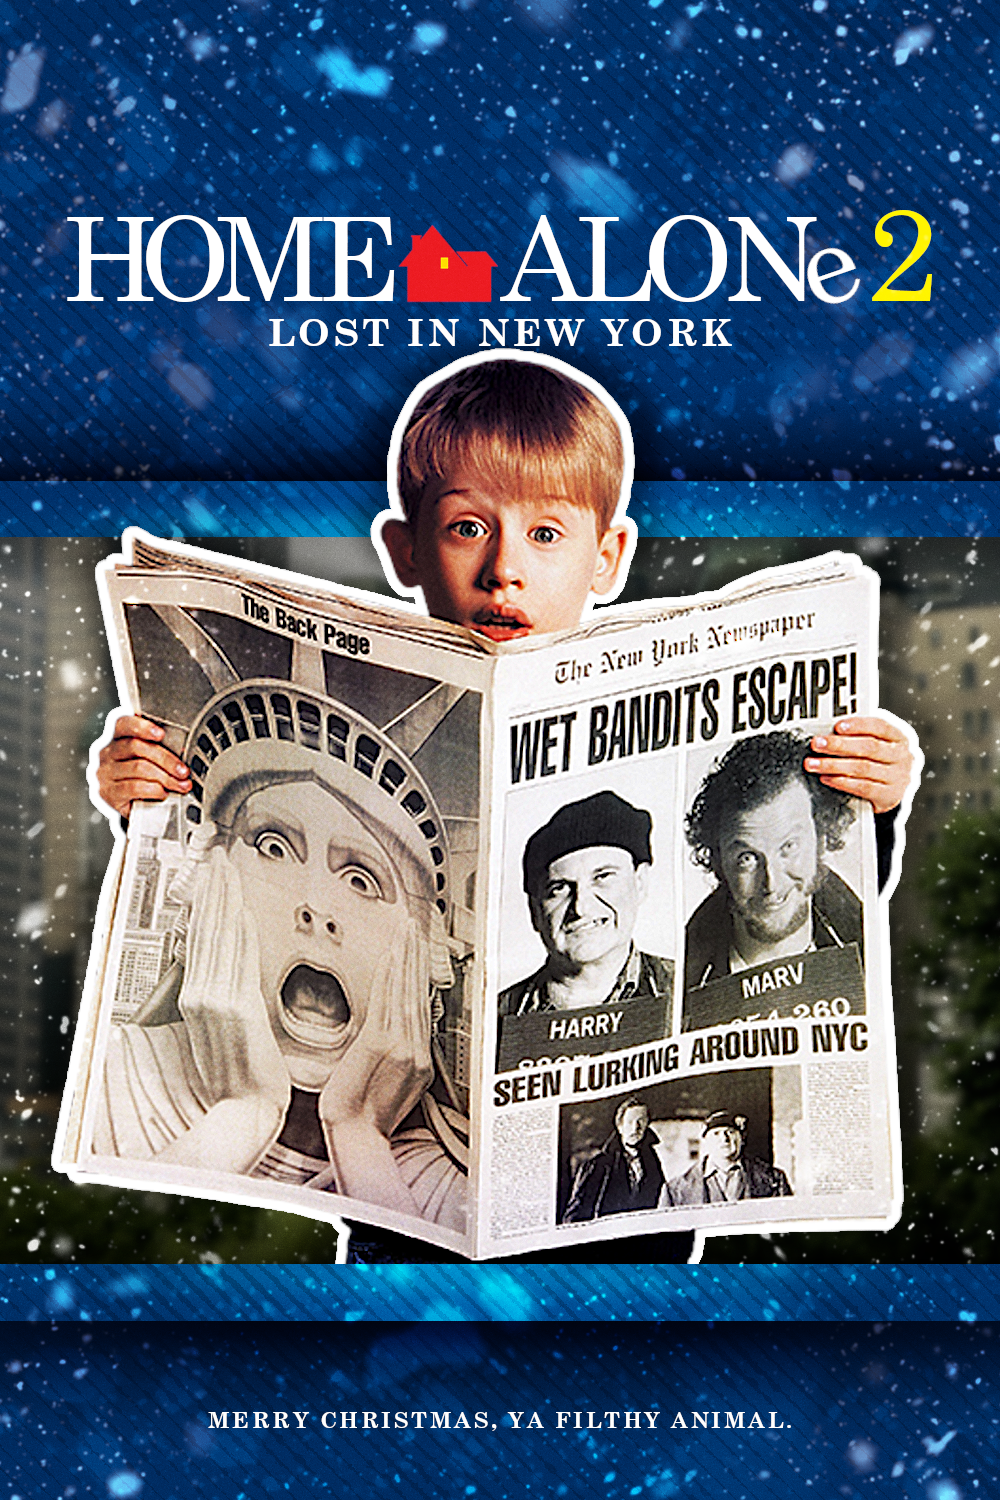 HOME ALONe 2
LOST IN NEW YORK
The Back Page
The New York Newspaper
WET BANDITS ESCAPE!
HARRY
MARV
SEEN LURKING AROUND NYC
MERRY CHRISTMAS, YA FILTHY ANIMAL.